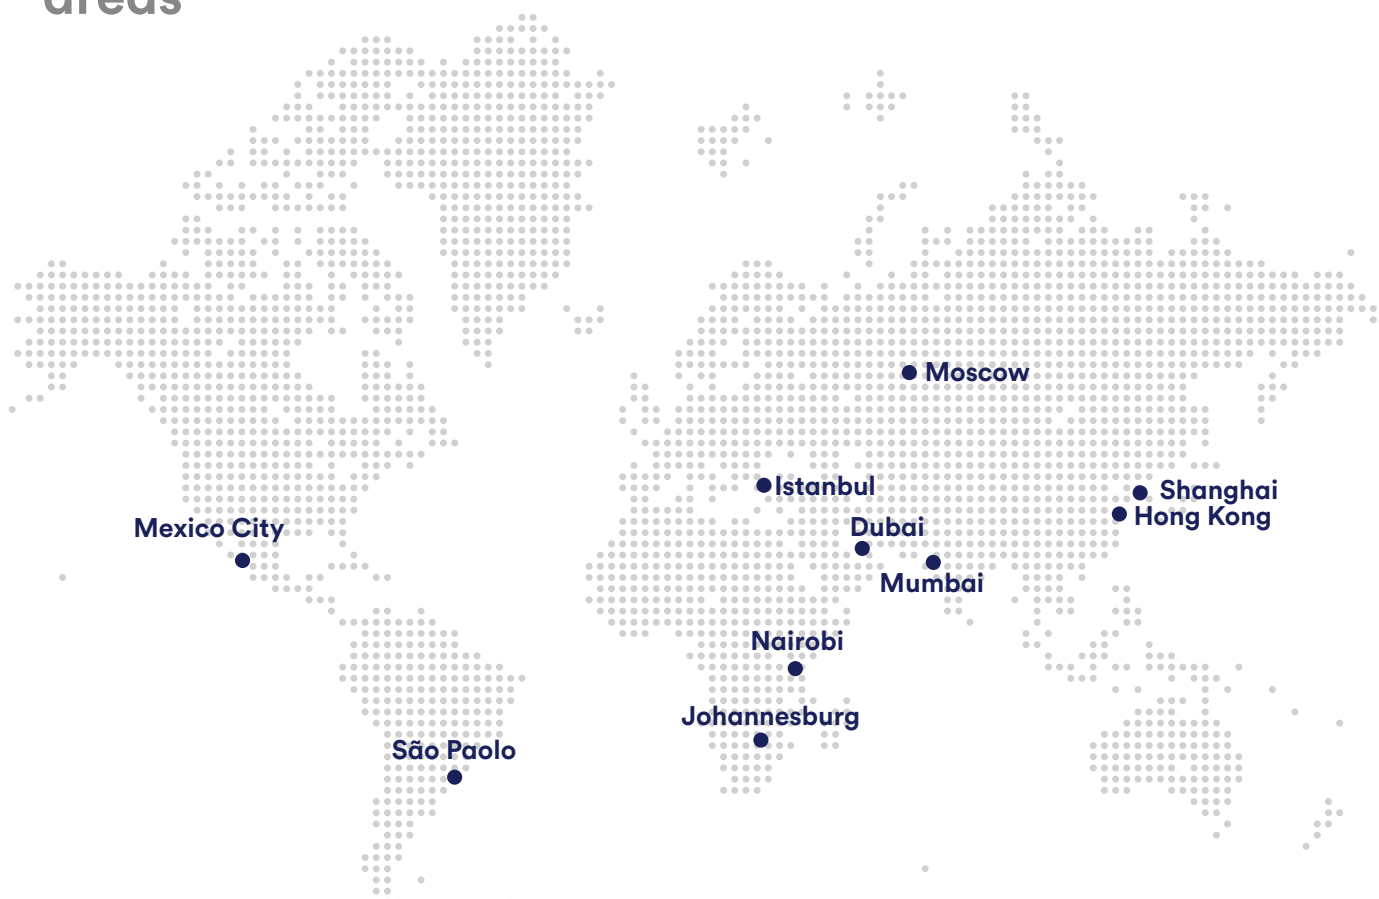 areas
Moscow
Istanbul
Shanghai
Hong Kong
Mexico City
Dubai
Mumbai
Nairobi
Johannesburg
São Paolo